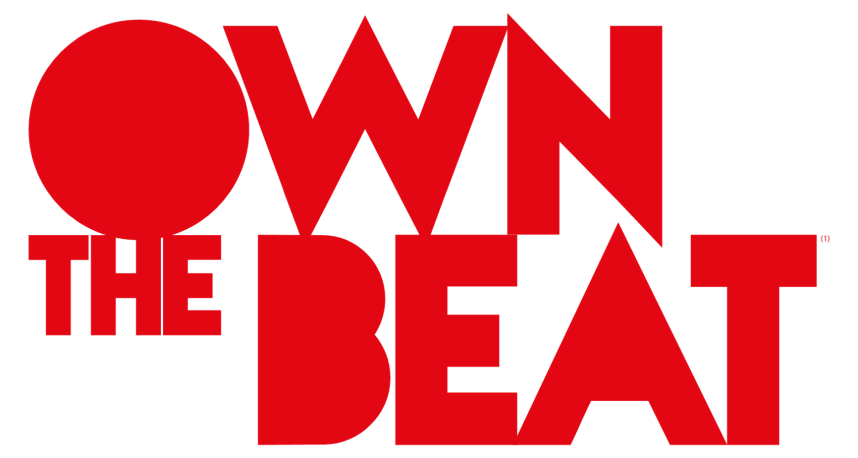 OWN
THE BEAT (1)